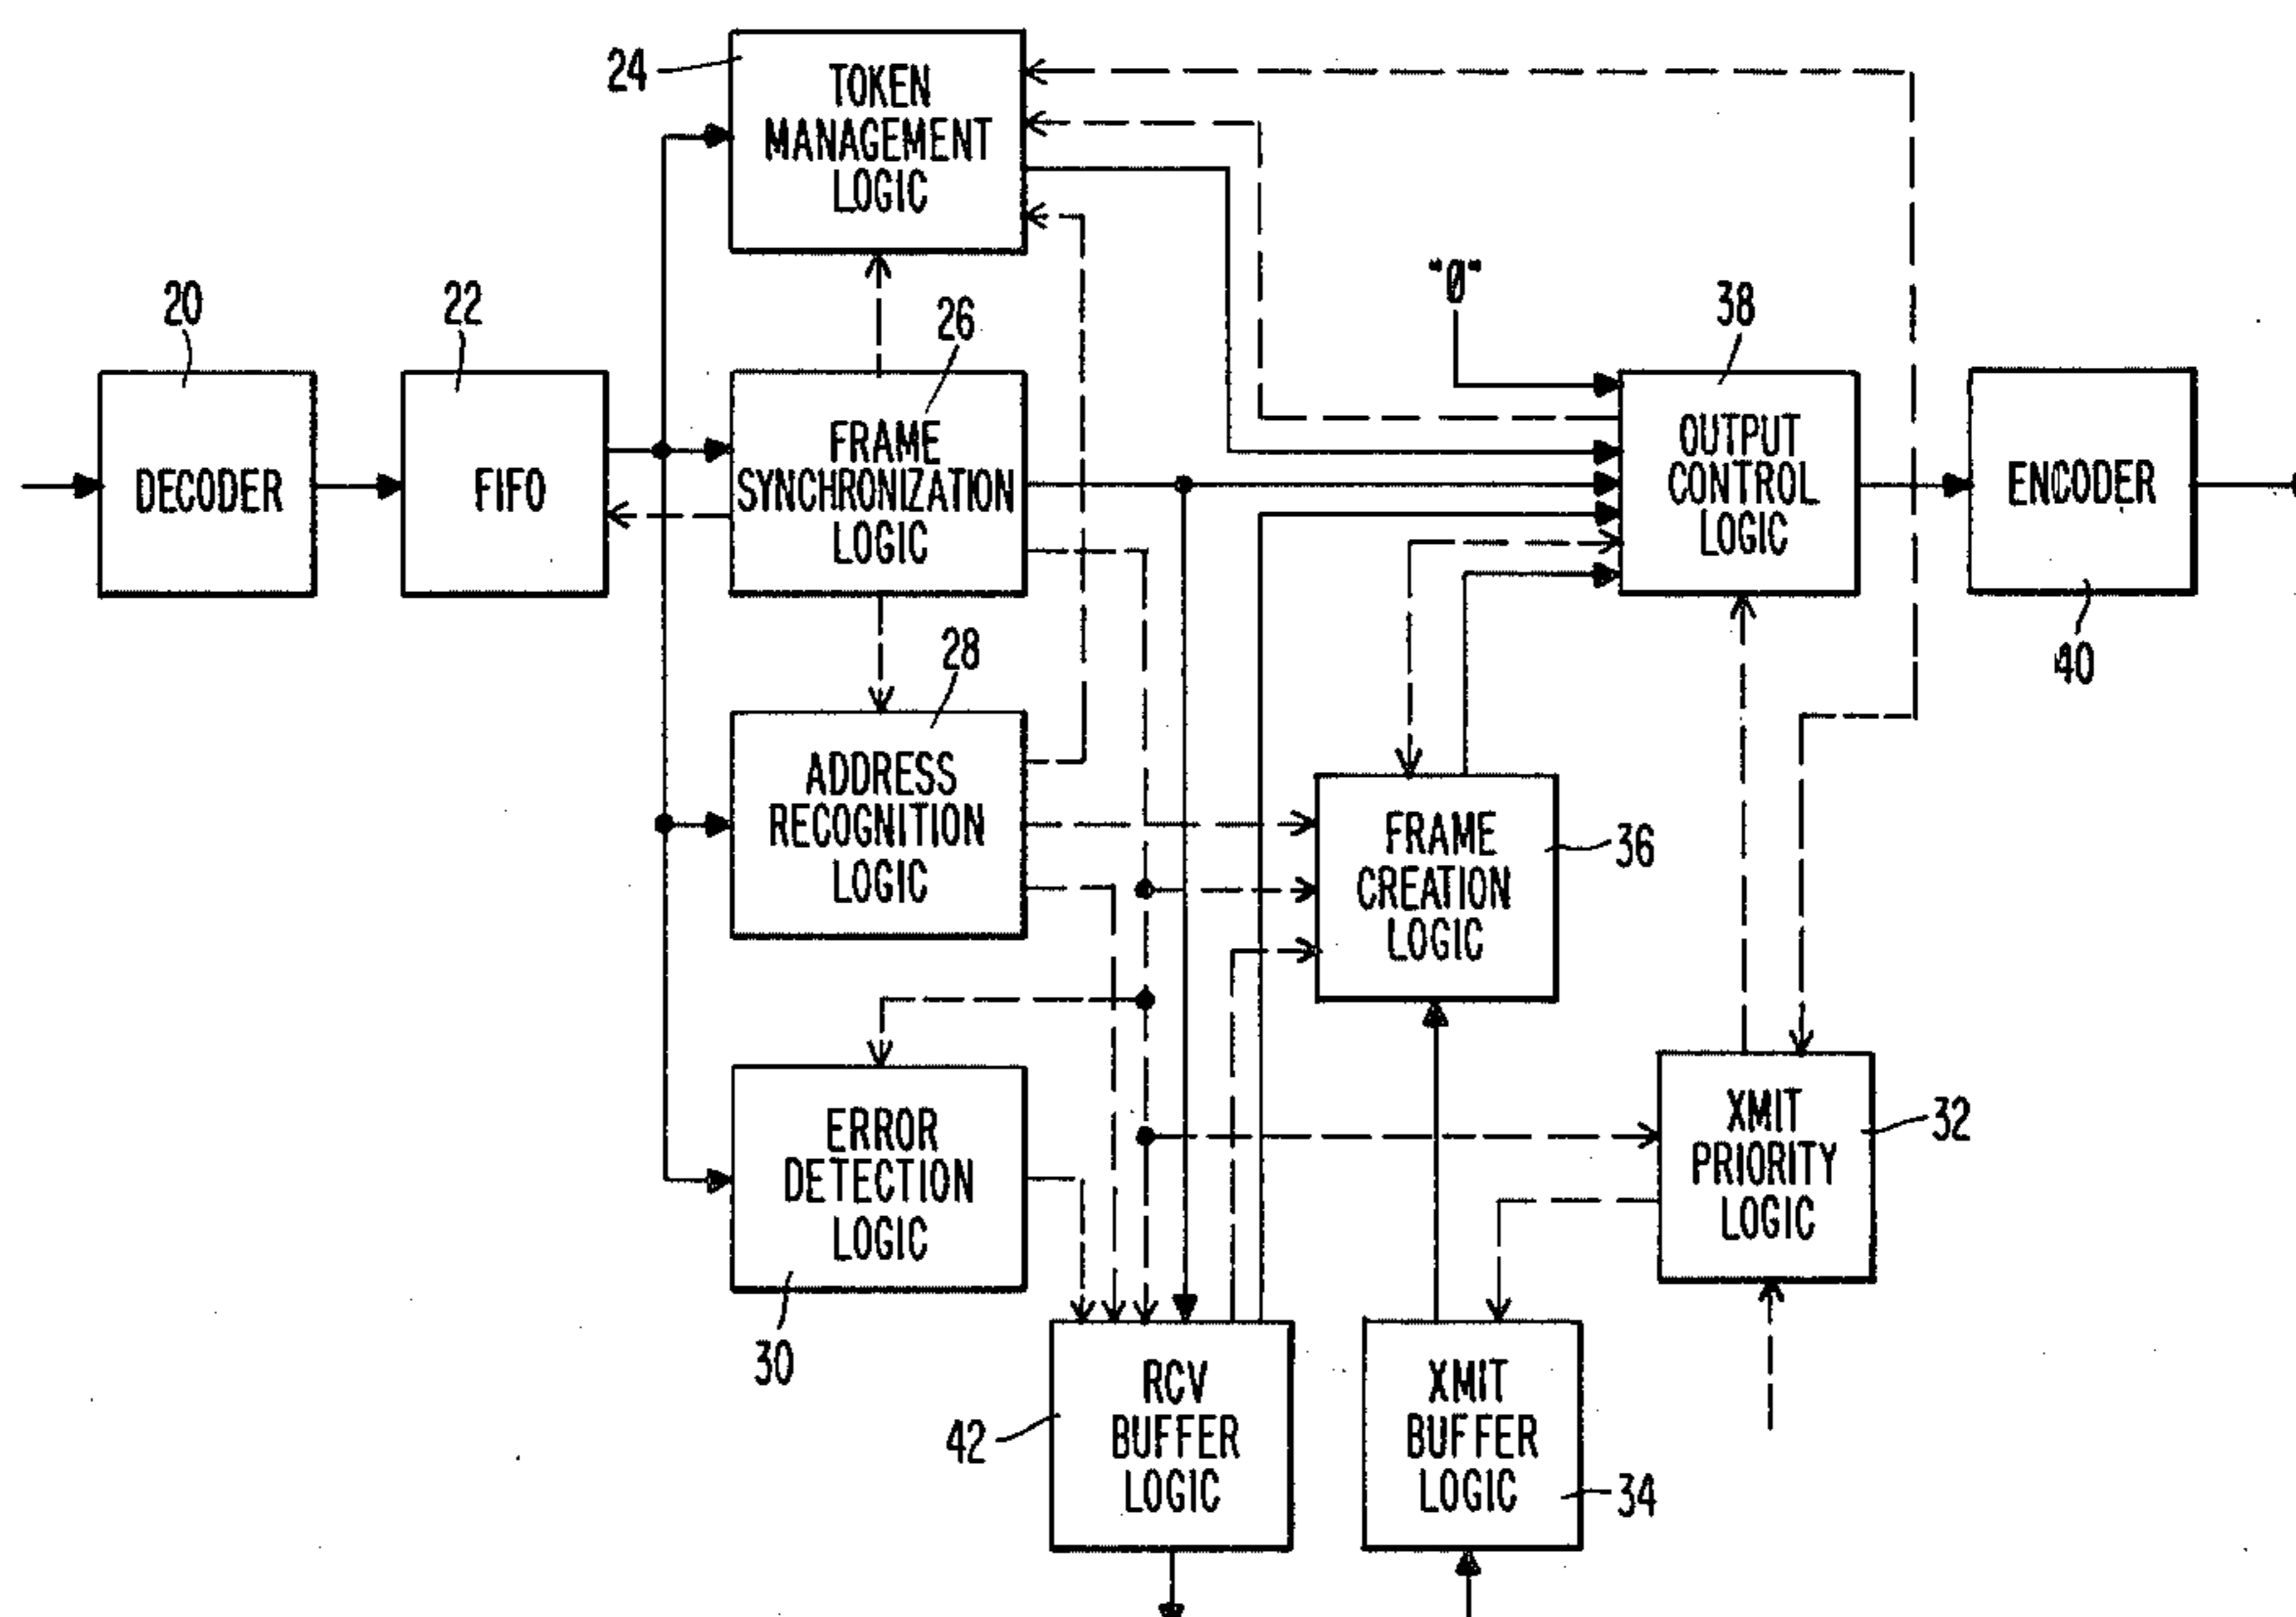 24
TOKEN
MANAGEMENT
LOGIC
20
DECODER
22
FIFO
26
FRAME
SYNCHRONIZATION
LOGIC
"0"
38
OUTPUT
CONTROL
LOGIC
ENCODER
40
28
ADDRESS
RECOGNITION
LOGIC
FRAME
CREATION
LOGIC
36
ERROR
DETECTION
LOGIC
30
XMIT
PRIORITY
LOGIC
32
42
RCV
BUFFER
LOGIC
XMIT
BUFFER
LOGIC
34